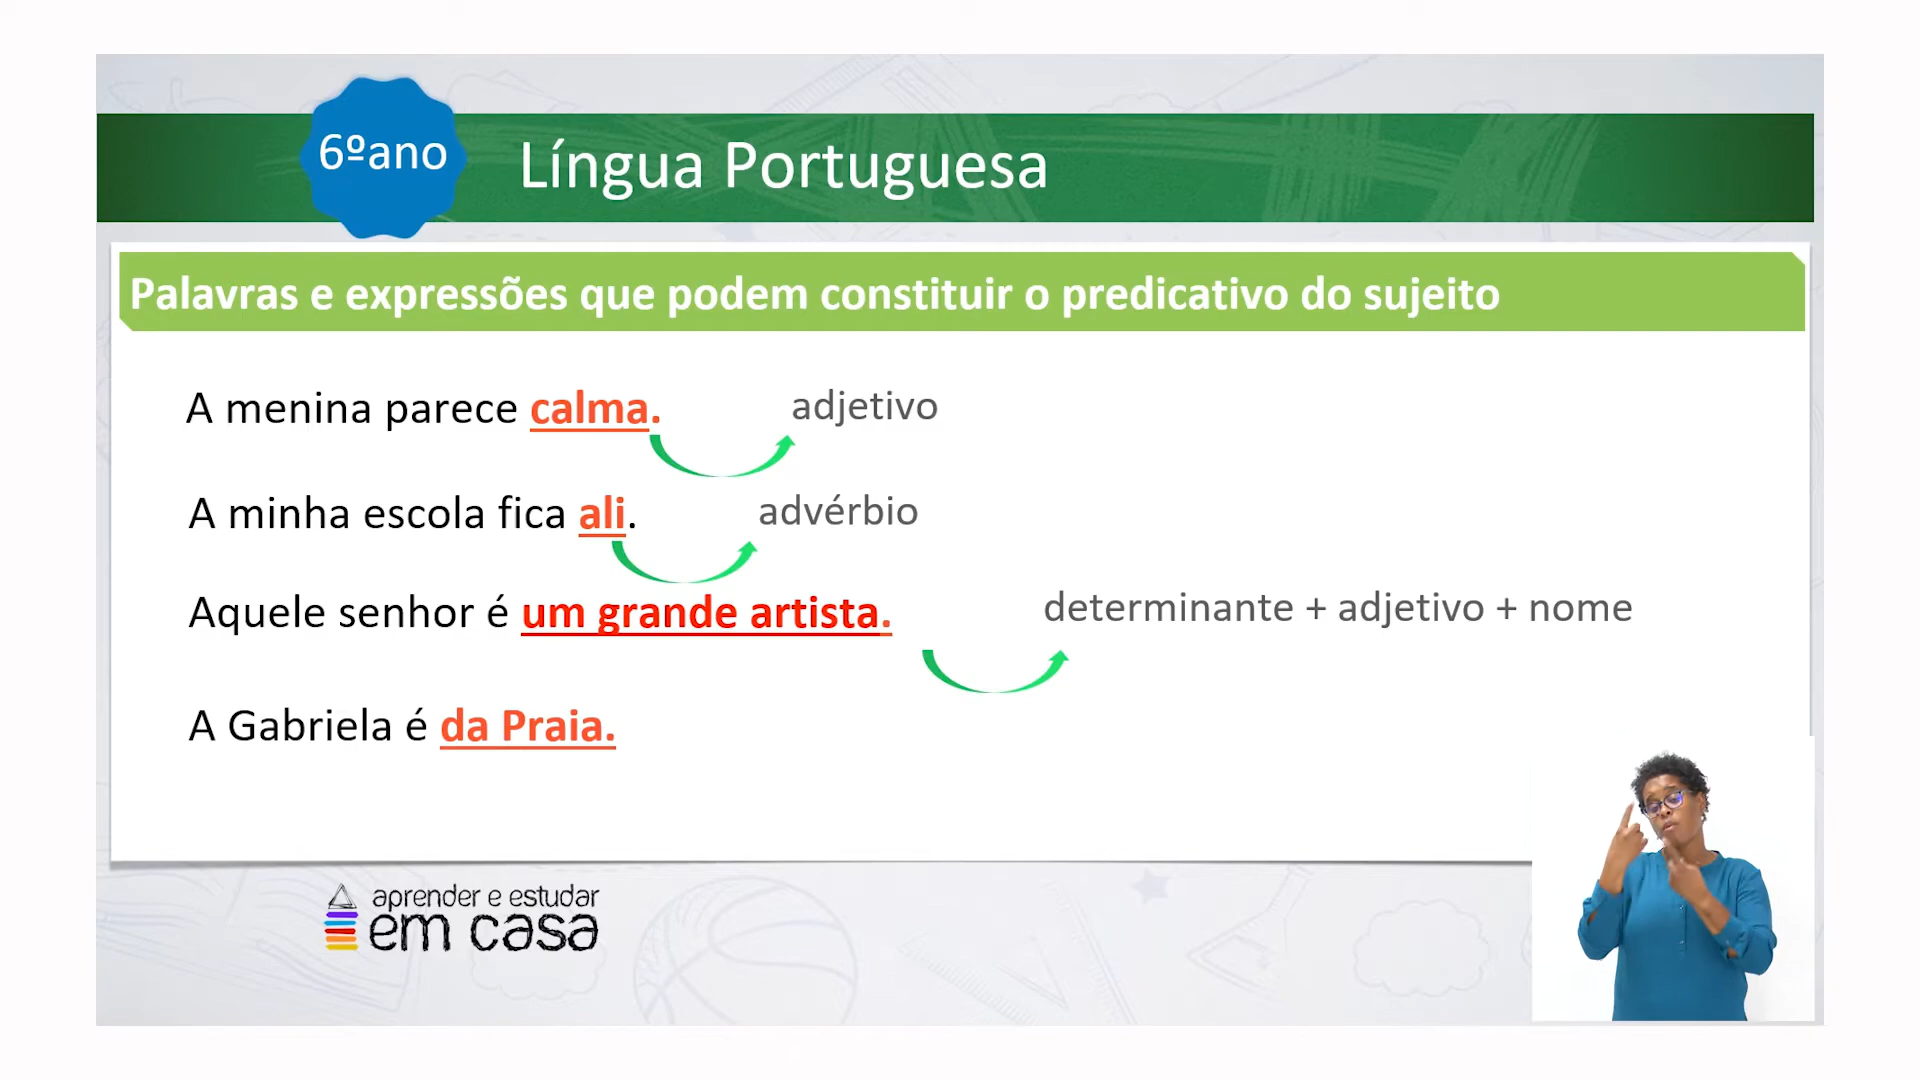 6ºano
Língua Portuguesa
Palavras e expressões que podem constituir o predicativo do sujeito
A menina parece calma. adjetivo
A minha escola fica ali. advérbio
Aquele senhor é um grande artista. determinante + adjetivo + nome
A Gabriela é da Praia.
aprender e estudar
em casa